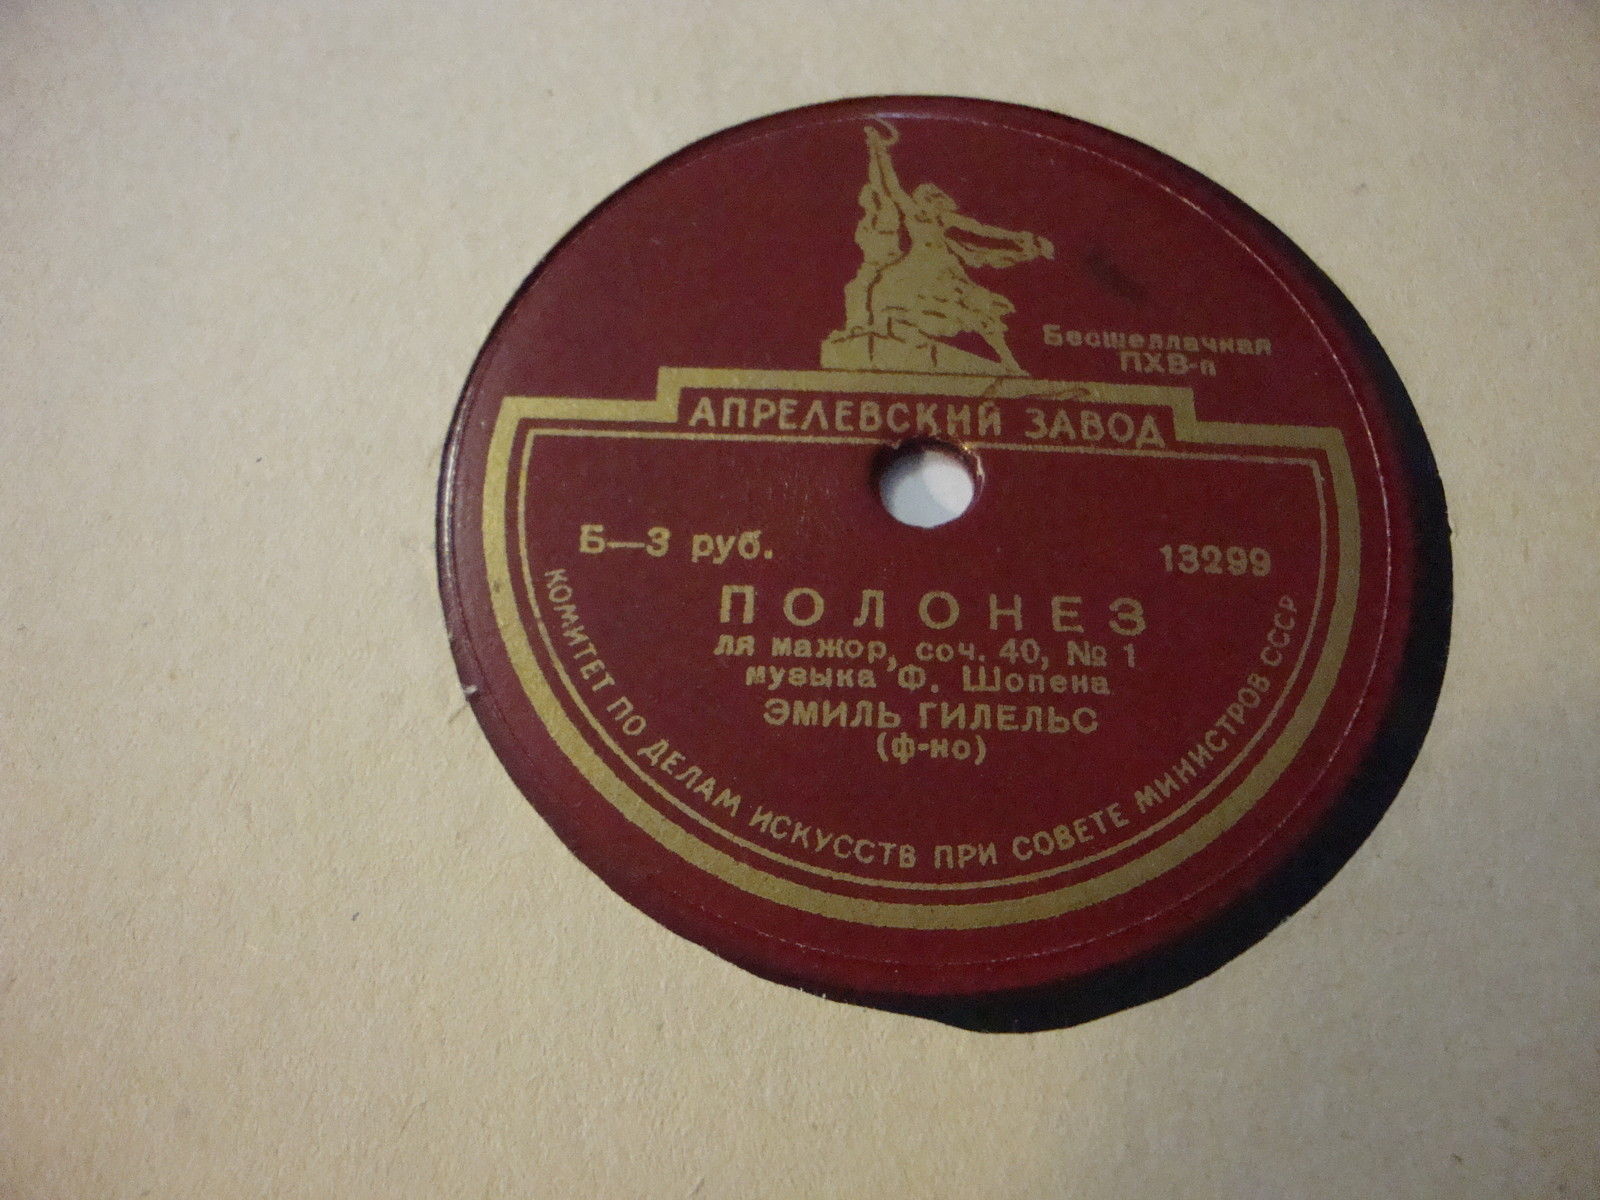 Бесшеллачная
ПХВ-п
АПРЕЛЕВСКИЙ ЗАВОД
Б—3 руб.
13299
ПОЛОНЕЗ
ля мажор, соч. 40, № 1
музыка Ф. Шопена
ЭМИЛЬ ГИЛЕЛЬС
(ф-но)
КОМИТЕТ ПО ДЕЛАМ ИСКУССТВ ПРИ СОВЕТЕ МИНИСТРОВ СССР